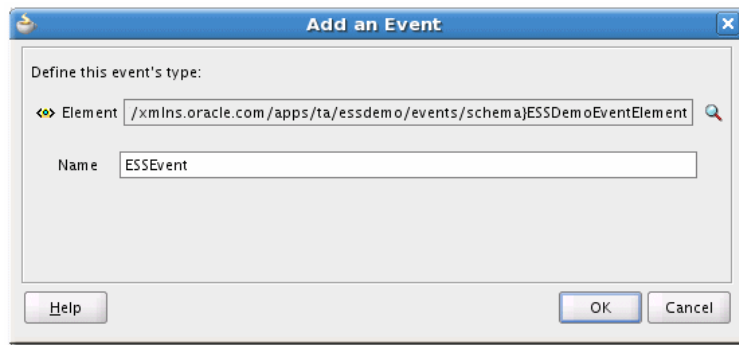 Add an Event
Define this event's type:
Element /xmlns.oracle.com/apps/ta/essdemo/events/schema}ESSDemoEventElement
Name ESSEvent
Help OK Cancel